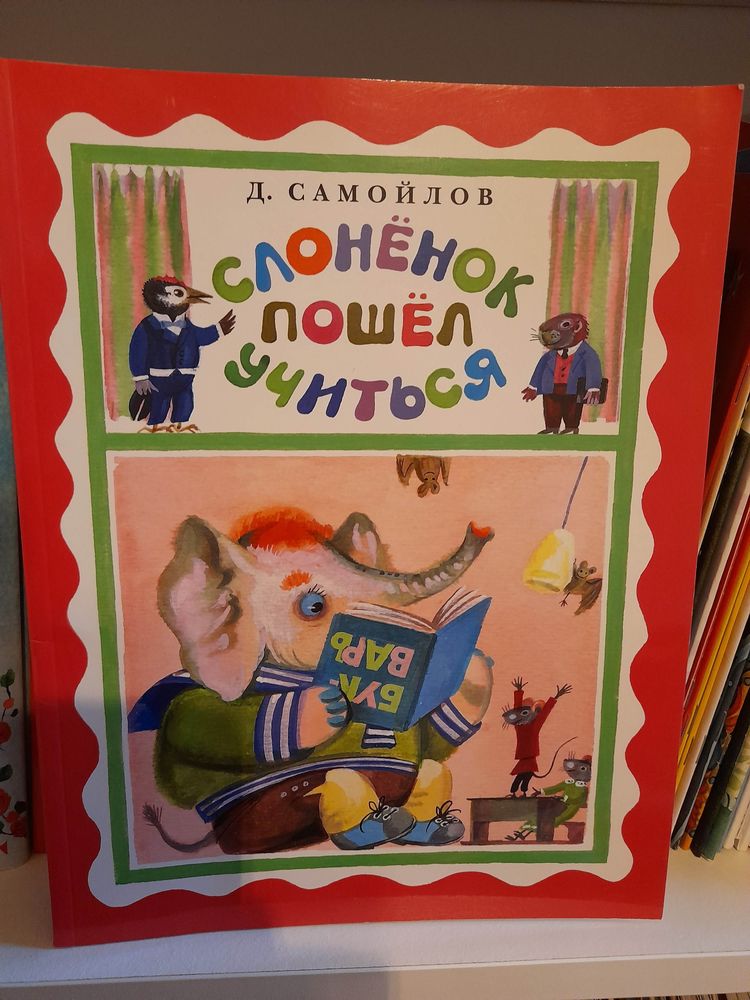 Д. САМОЙЛОВ
СЛОНЁНОК
ПОШЁЛ
УЧИТЬСЯ
БУК-
ВАРЬ